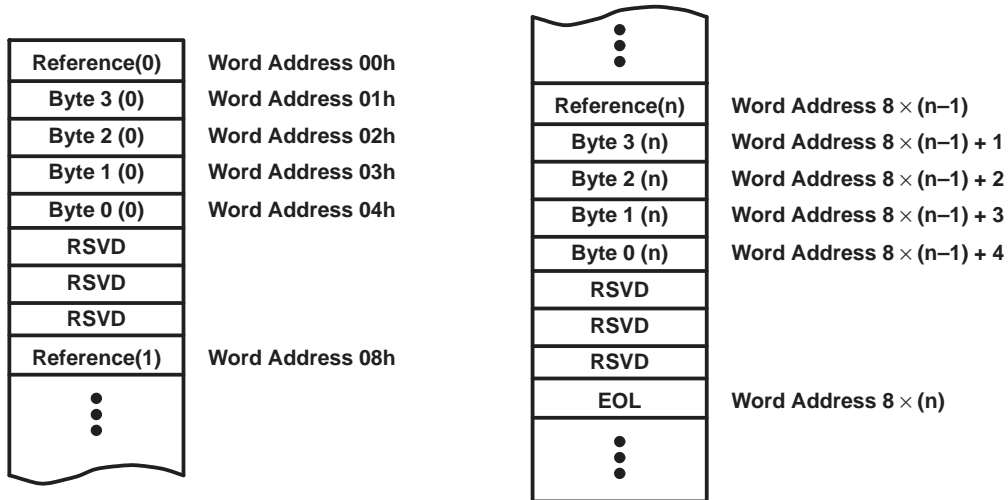 Reference(0) Word Address 00h
Byte 3 (0) Word Address 01h
Byte 2 (0) Word Address 02h
Byte 1 (0) Word Address 03h
Byte 0 (0) Word Address 04h
RSVD
RSVD
RSVD
Reference(1) Word Address 08h
Reference(n) Word Address 8 × (n–1)
Byte 3 (n) Word Address 8 × (n–1) + 1
Byte 2 (n) Word Address 8 × (n–1) + 2
Byte 1 (n) Word Address 8 × (n–1) + 3
Byte 0 (n) Word Address 8 × (n–1) + 4
RSVD
RSVD
RSVD
EOL Word Address 8 × (n)